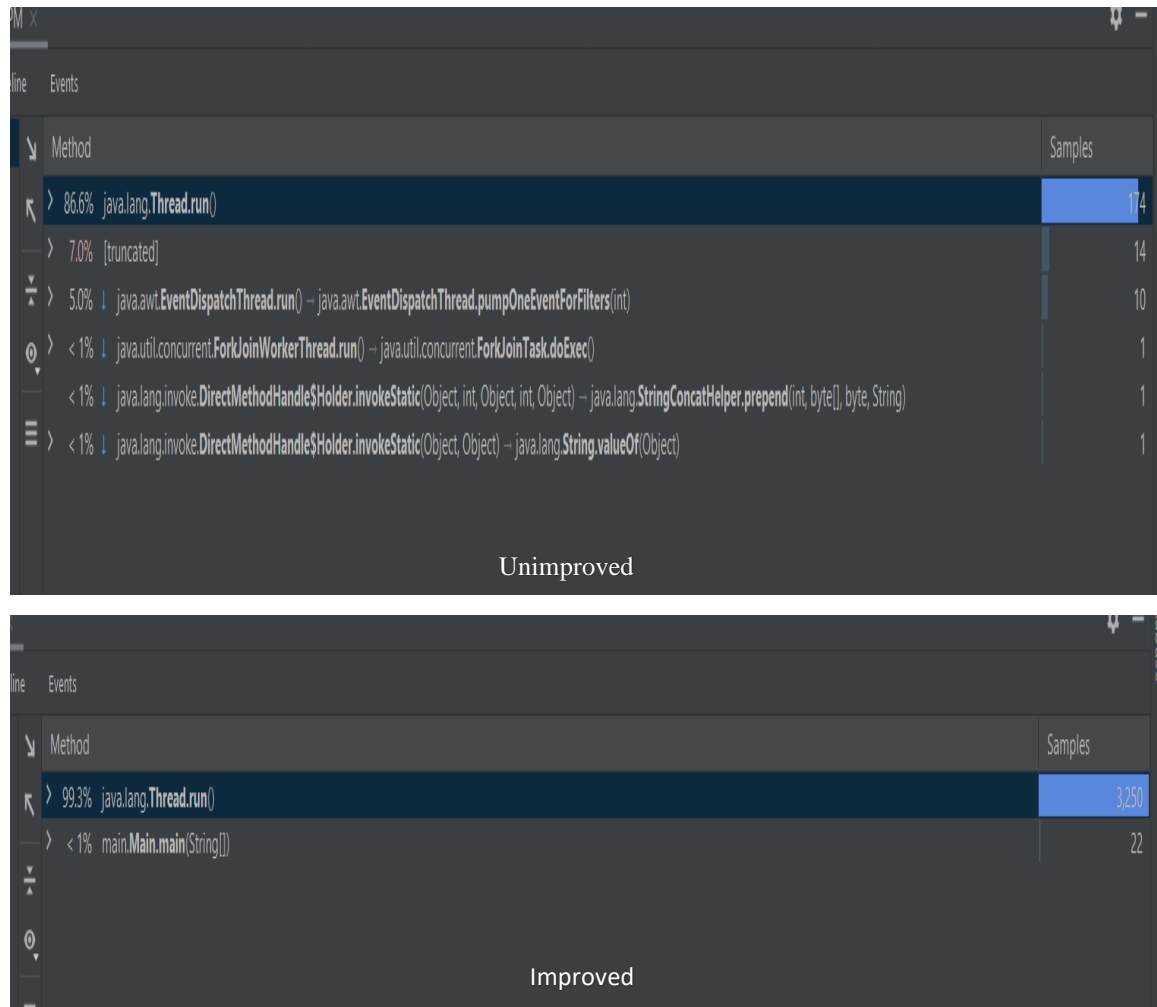 PM ×
eline Events
Method Samples
> 86.6% java.lang.Thread.run() 174
> 7.0% [truncated] 14
> 5.0% ↓ java.awt.EventDispatchThread.run() → java.awt.EventDispatchThread.pumpOneEventForFilters(int) 10
> < 1% ↓ java.util.concurrent.ForkJoinWorkerThread.run() → java.util.concurrent.ForkJoinTask.doExec() 1
< 1% ↓ java.lang.invoke.DirectMethodHandle$Holder.invokeStatic(Object, int, Object, int, Object) → java.lang.StringConcatHelper.prepend(int, byte[], byte, String) 1
> < 1% ↓ java.lang.invoke.DirectMethodHandle$Holder.invokeStatic(Object, Object) → java.lang.String.valueOf(Object) 1
Unimproved
line Events
Method Samples
> 99.3% java.lang.Thread.run() 3,250
> < 1% main.Main.main(String[]) 22
Improved